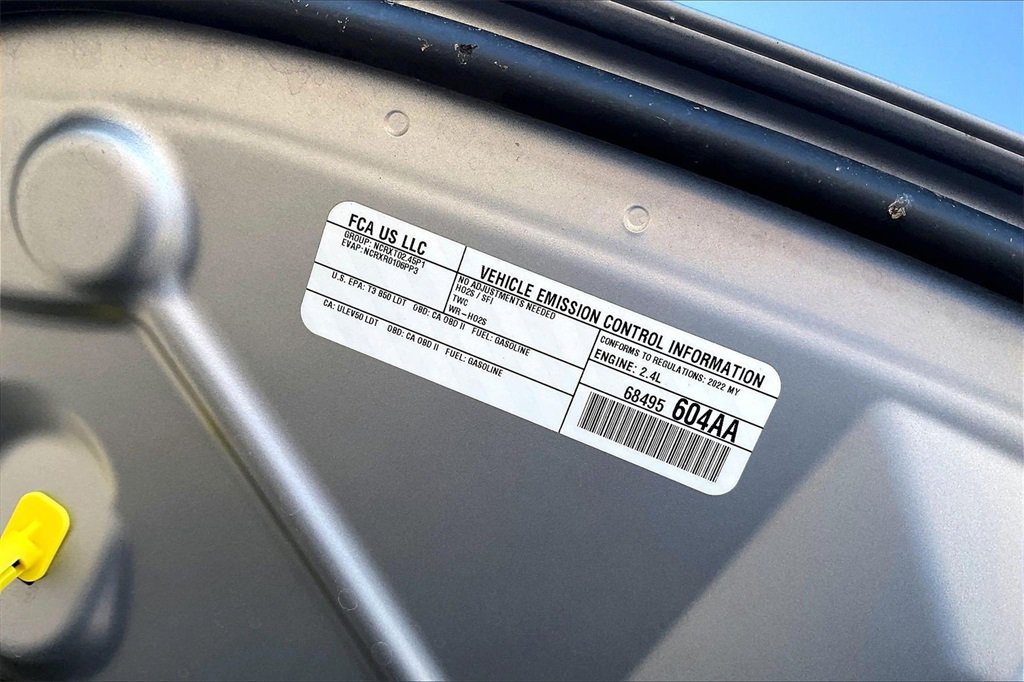 FCA US LLC
GROUP: NCRXT02.45P1
EVAP: NCRXR0106PP3
VEHICLE EMISSION CONTROL INFORMATION
NO ADJUSTMENTS NEEDED
HO2S / SFI
TWC
WR-HO2S
CONFORMS TO REGULATIONS: 2022 MY
ENGINE: 2.4L
U.S. EPA: T3 B50 LDT OBD: CA OBD II FUEL: GASOLINE
CA: ULEV50 LDT OBD: CA OBD II FUEL: GASOLINE
68495 604AA